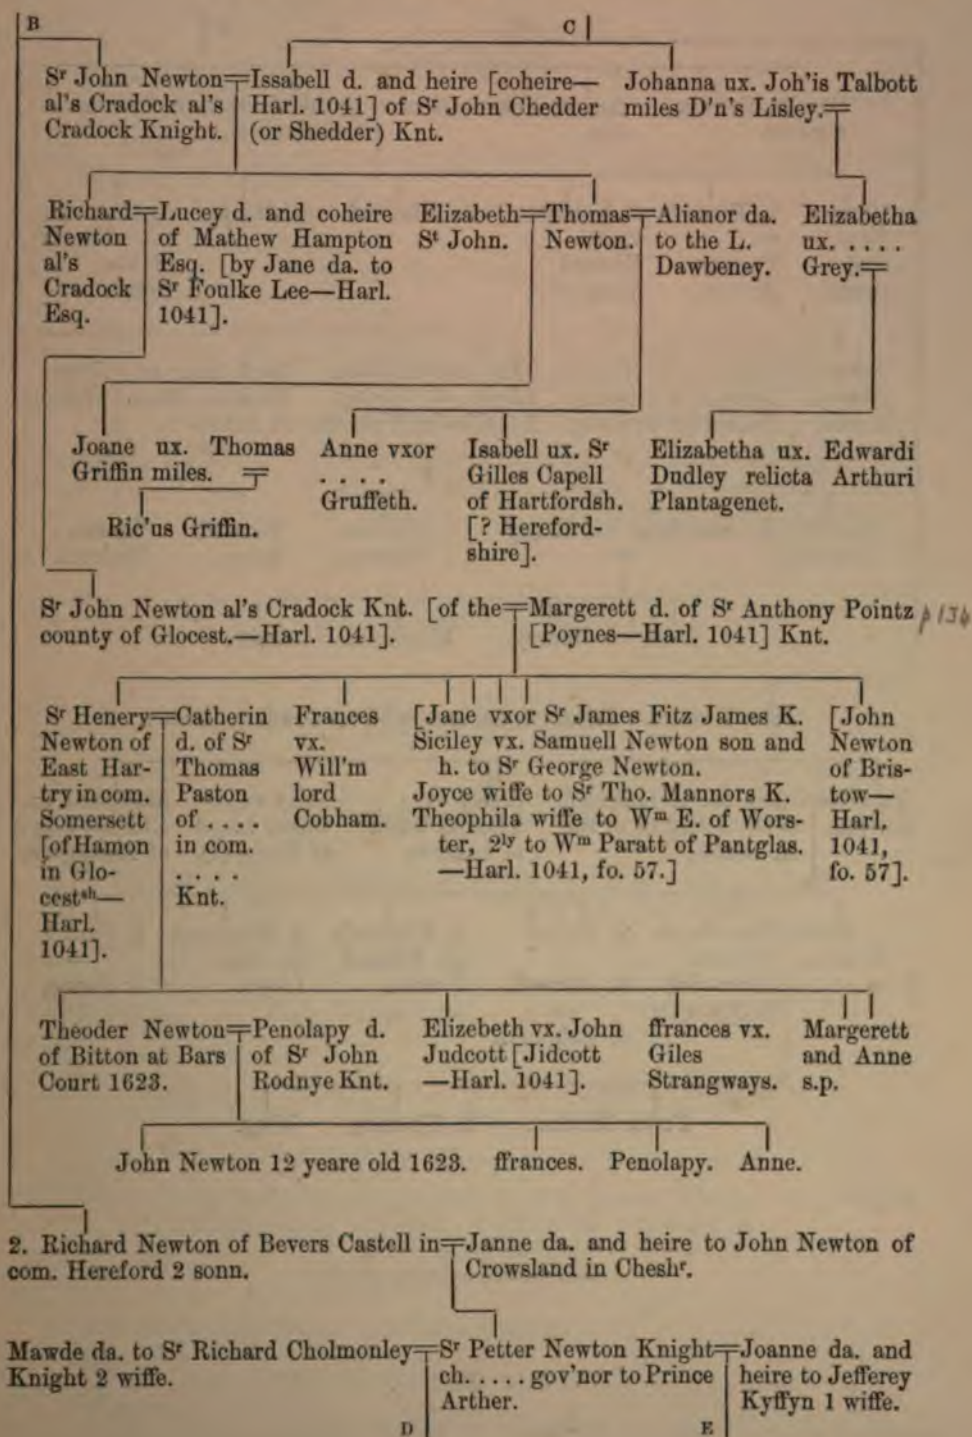 B
C
Sr John Newton
al's Cradock al's
Cradock Knight.
Issabell d. and heire [coheire—
Harl. 1041] of Sr John Chedder
(or Shedder) Knt.
Johanna ux. Joh'is Talbott
miles D'n's Lisley.
Richard
Newton
al's
Cradock
Esq.
Lucey d. and coheire
of Mathew Hampton
Esq. [by Jane da. to
Sr Foulke Lee—Harl.
1041].
Elizabeth
St John.
Thomas
Newton.
Alianor da.
to the L.
Dawbeney.
Elizabetha
ux. . . . .
Grey.
Joane ux. Thomas
Griffin miles.
Ric'us Griffin.
Anne vxor
. . . .
Gruffeth.
Isabell ux. Sr
Gilles Capell
of Hartfordsh.
[? Hereford-
shire].
Elizabetha ux. Edwardi
Dudley relicta Arthuri
Plantagenet.
Sr John Newton al's Cradock Knt. [of the
county of Glocest.—Harl. 1041].
Margerett d. of Sr Anthony Pointz
[Poynes—Harl. 1041] Knt.
Sr Henery
Newton of
East Har-
try in com.
Somersett
[of Hamon
in Glo-
cestsh—
Harl.
1041].
Catherin
d. of Sr
Thomas
Paston
of . . . .
in com.
. . . .
Knt.
Frances
vx.
Will'm
lord
Cobham.
[Jane vxor Sr James Fitz James K.
Siciley vx. Samuell Newton son and
h. to Sr George Newton.
Joyce wiffe to Sr Tho. Mannors K.
Theophila wiffe to Wm E. of Wors-
ter, 2ly to Wm Paratt of Pantglas.
—Harl. 1041, fo. 57.]
[John
Newton
of Bris-
tow—
Harl.
1041,
fo. 57].
Theoder Newton
of Bitton at Bars
Court 1623.
Penolapy d.
of Sr John
Rodnye Knt.
Elizebeth vx. John
Judcott [Jidcott
—Harl. 1041].
ffrances vx.
Giles
Strangways.
Margerett
and Anne
s.p.
John Newton 12 yeare old 1623.
ffrances.
Penolapy.
Anne.
2. Richard Newton of Bevers Castell in
com. Hereford 2 sonn.
Janne da. and heire to John Newton of
Crowsland in Cheshr.
Mawde da. to Sr Richard Cholmonley
Knight 2 wiffe.
Sr Petter Newton Knight
ch. . . . . gov'nor to Prince
Arther.
Joanne da. and
heire to Jefferey
Kyffyn 1 wiffe.
D
E